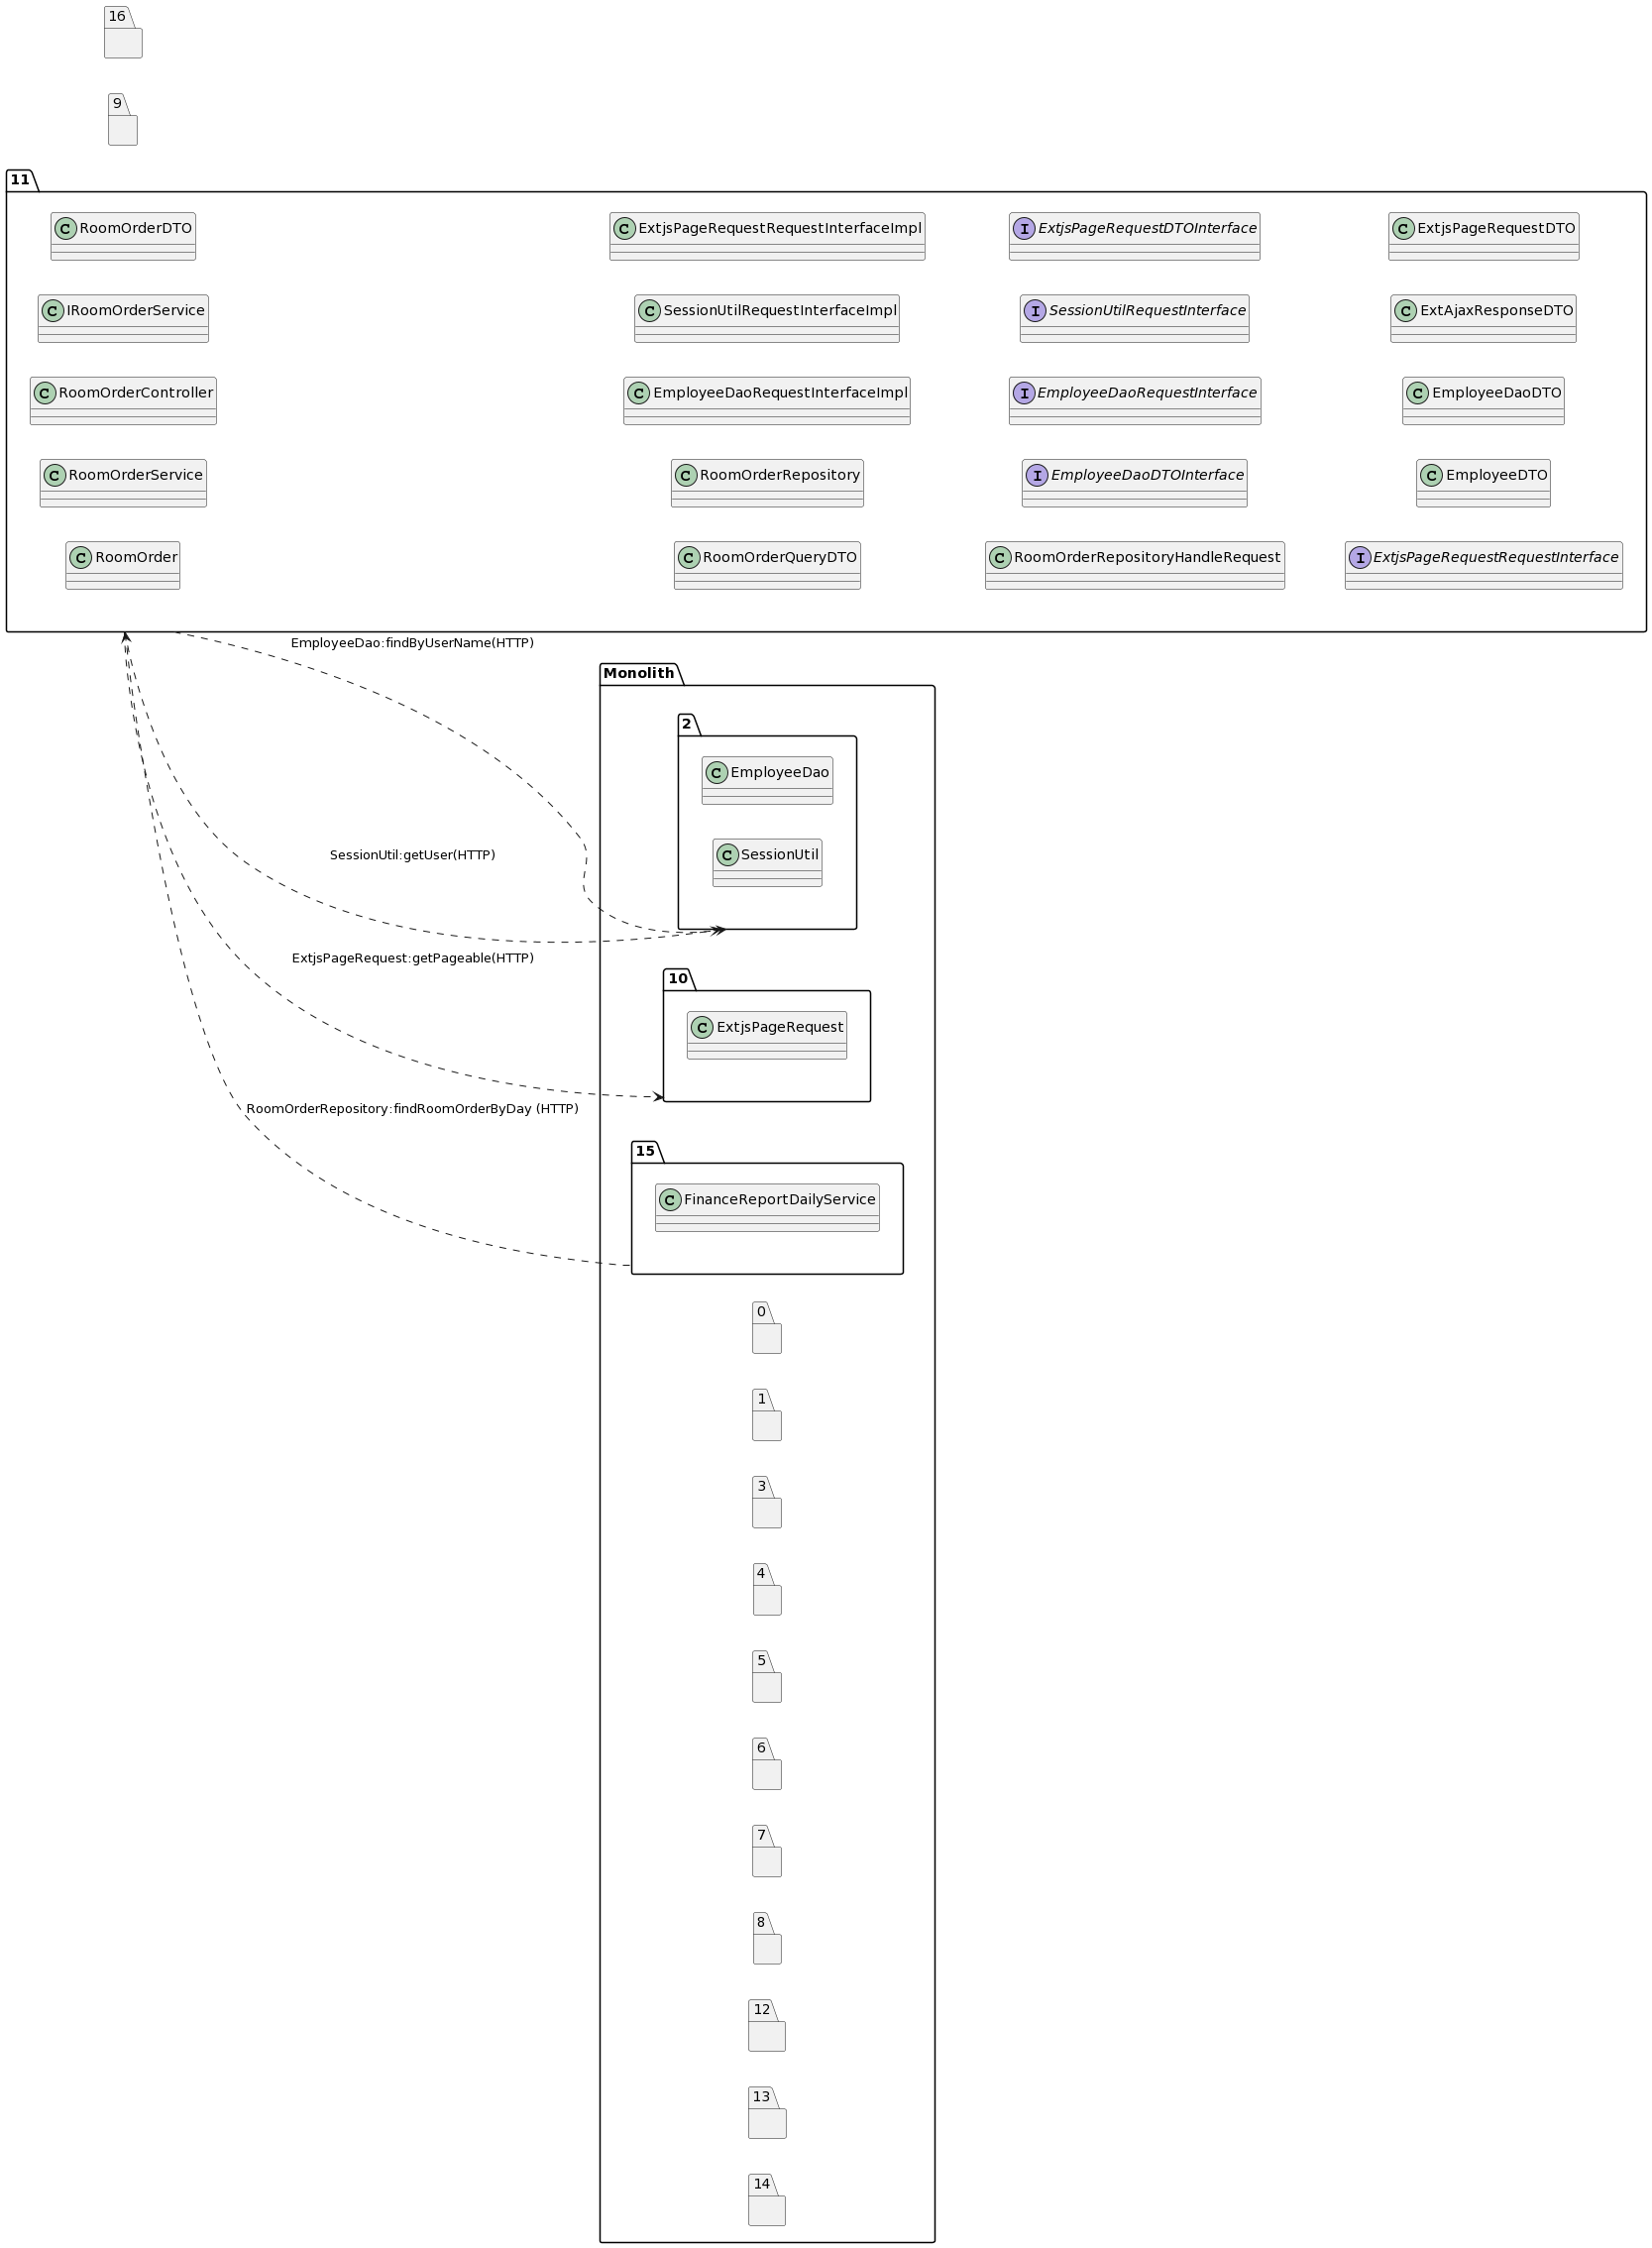 16
9
11
C RoomOrderDTO
C ExtjsPageRequestRequestInterfaceImpl
I ExtjsPageRequestDTOInterface
C ExtjsPageRequestDTO
C IRoomOrderService
C SessionUtilRequestInterfaceImpl
I SessionUtilRequestInterface
C ExtAjaxResponseDTO
C RoomOrderController
C EmployeeDaoRequestInterfaceImpl
I EmployeeDaoRequestInterface
C EmployeeDaoDTO
C RoomOrderService
C RoomOrderRepository
I EmployeeDaoDTOInterface
C EmployeeDTO
C RoomOrder
C RoomOrderQueryDTO
C RoomOrderRepositoryHandleRequest
I ExtjsPageRequestRequestInterface
EmployeeDao:findByUserName(HTTP)
Monolith
2
C EmployeeDao
C SessionUtil
SessionUtil:getUser(HTTP)
ExtjsPageRequest:getPageable(HTTP)
10
C ExtjsPageRequest
RoomOrderRepository:findRoomOrderByDay (HTTP)
15
C FinanceReportDailyService
0
1
3
4
5
6
7
8
12
13
14